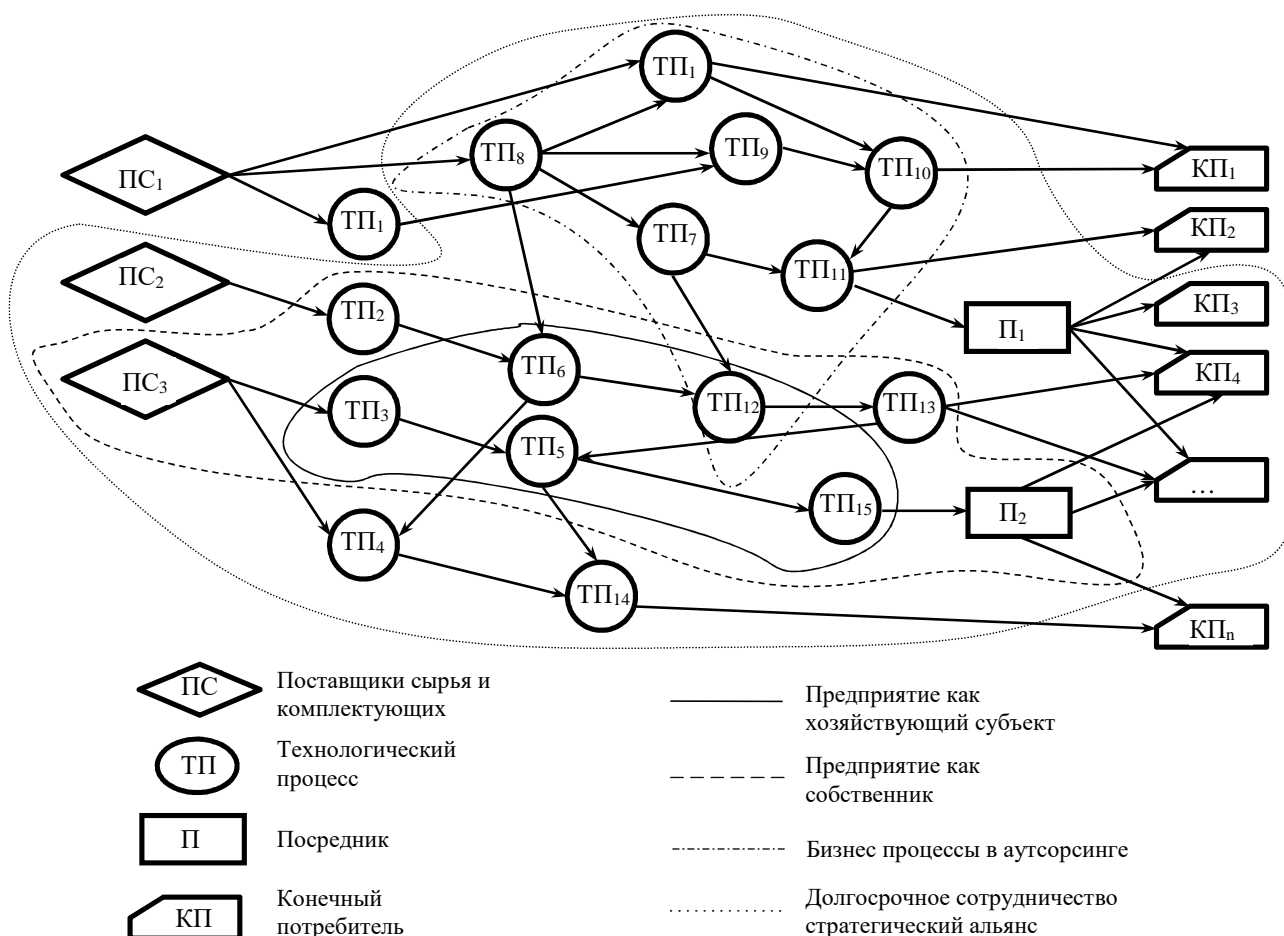 ТП1
ТП8
ТП9
ТП10
ПС1
КП1
ТП1
ТП7
КП2
ТП11
ПС2
КП3
ТП2
П1
ТП6
КП4
ПС3
ТП3
ТП12
ТП13
ТП5
...
ТП15
П2
ТП4
ТП14
КПn
ПС
Поставщики сырья и
комплектующих
ТП
Технологический
процесс
П
Посредник
КП
Конечный
потребитель
Предприятие как
хозяйствующий субъект
Предприятие как
собственник
Бизнес процессы в аутсорсинге
Долгосрочное сотрудничество
стратегический альянс